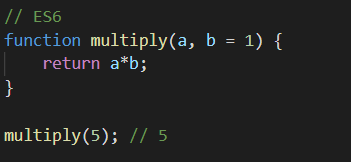 // ES6
function multiply(a, b = 1) {
    return a*b;
}
multiply(5); // 5